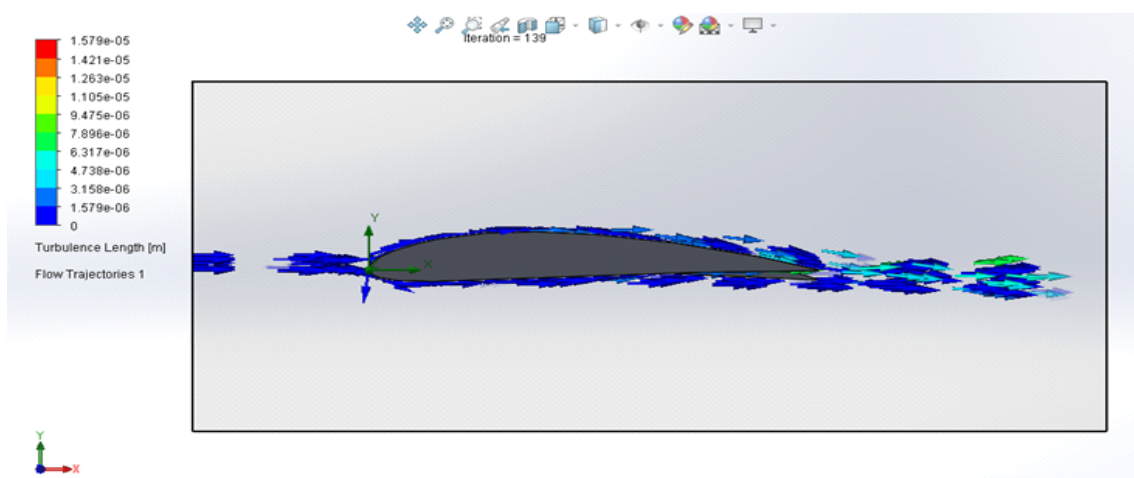 Iteration = 139
1.579e-05
1.421e-05
1.263e-05
1.105e-05
9.475e-06
7.896e-06
6.317e-06
4.738e-06
3.158e-06
1.579e-06
0
Turbulence Length [m]
Flow Trajectories 1
Y
X
Y
X